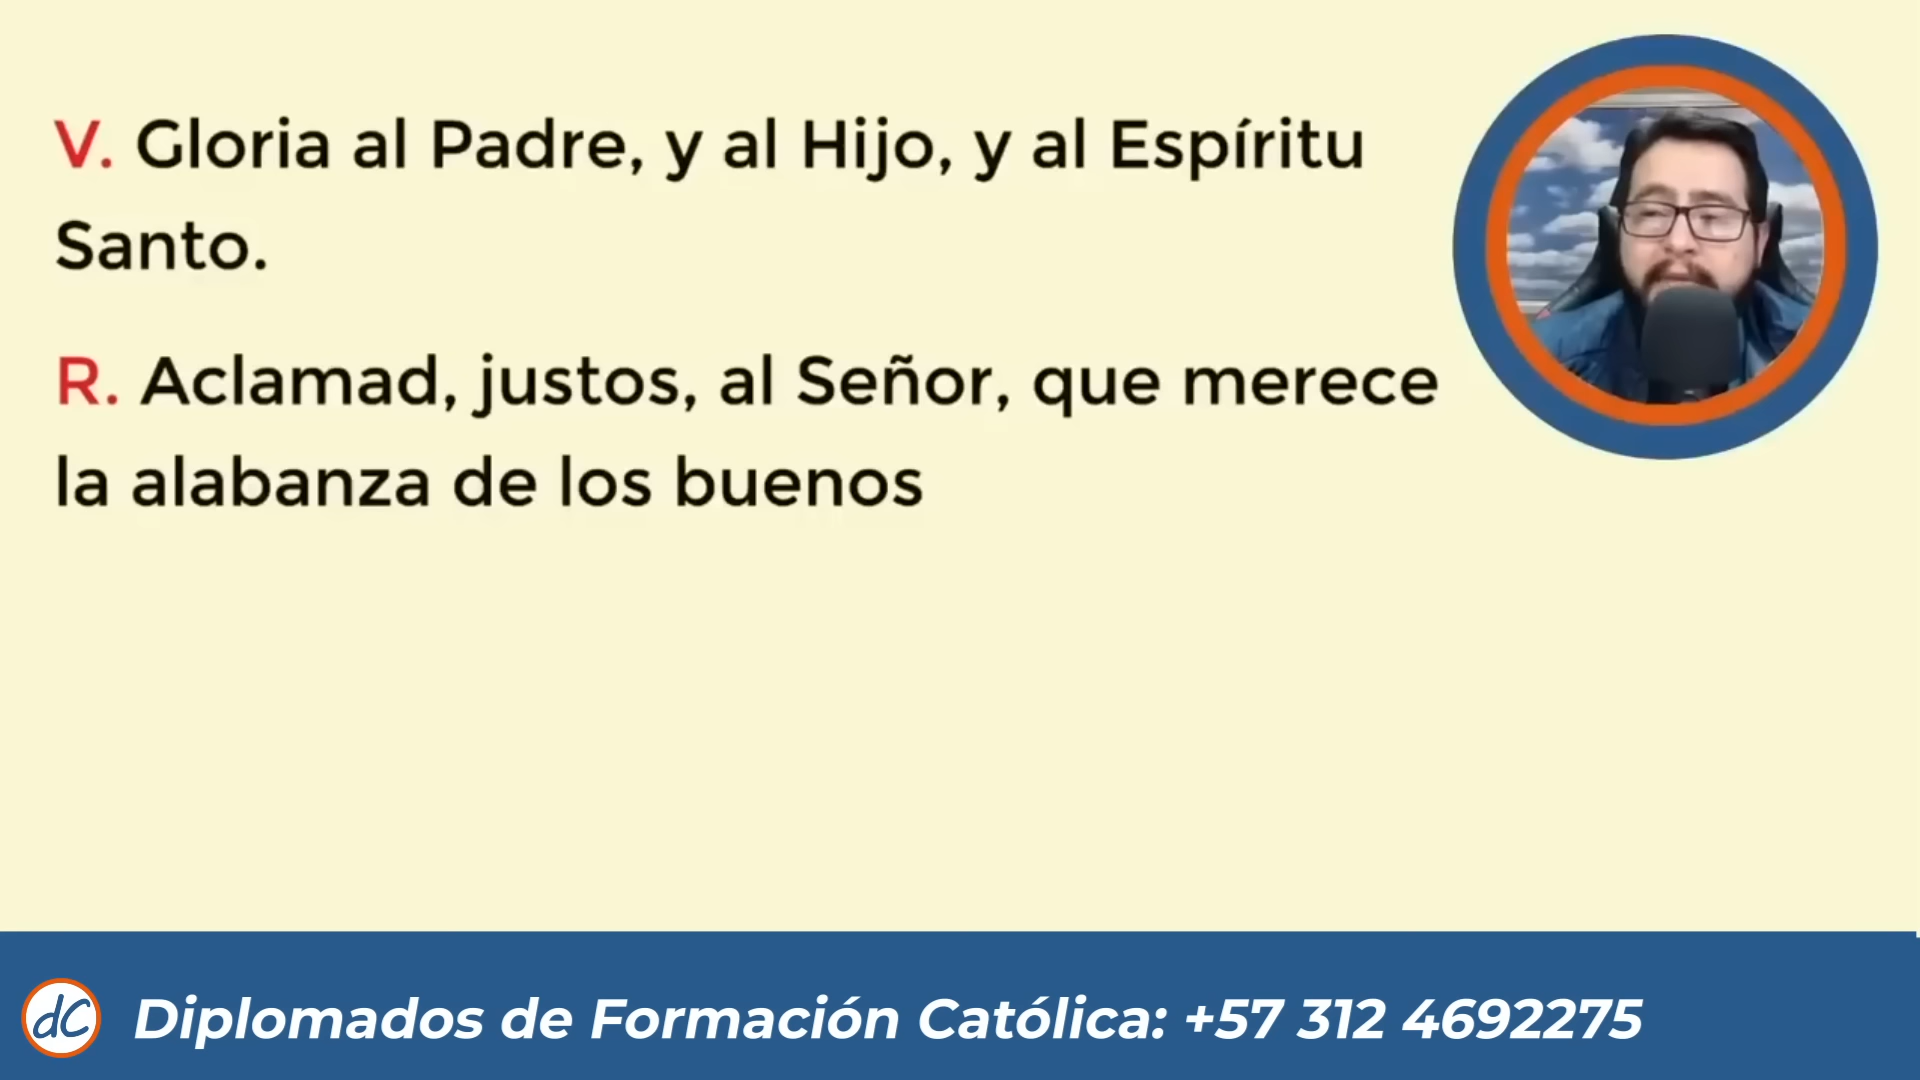 V. Gloria al Padre, y al Hijo, y al Espíritu
Santo.
R. Aclamad, justos, al Señor, que merece
la alabanza de los buenos
dC Diplomados de Formación Católica: +57 312 4692275